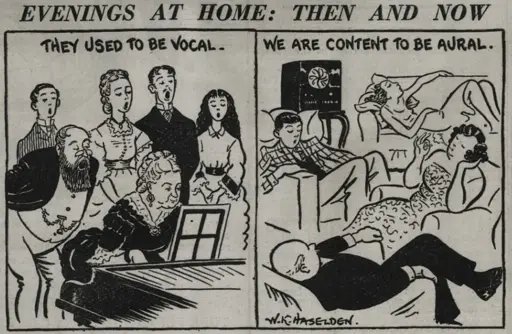 EVENINGS AT HOME: THEN AND NOW
THEY USED TO BE VOCAL.
WE ARE CONTENT TO BE AURAL.
W.K.HASELDEN.